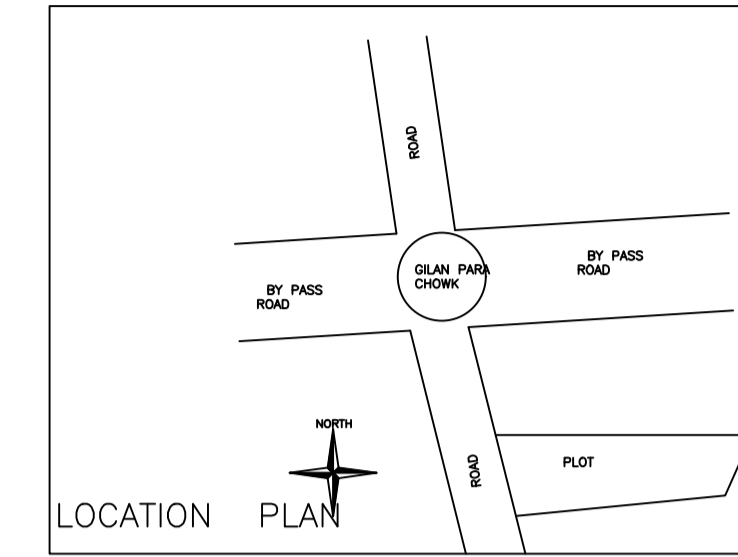 ROAD
GILAN PARA
CHOWK
BY PASS
ROAD
BY PASS
ROAD
NORTH
ROAD
PLOT
LOCATION PLAN